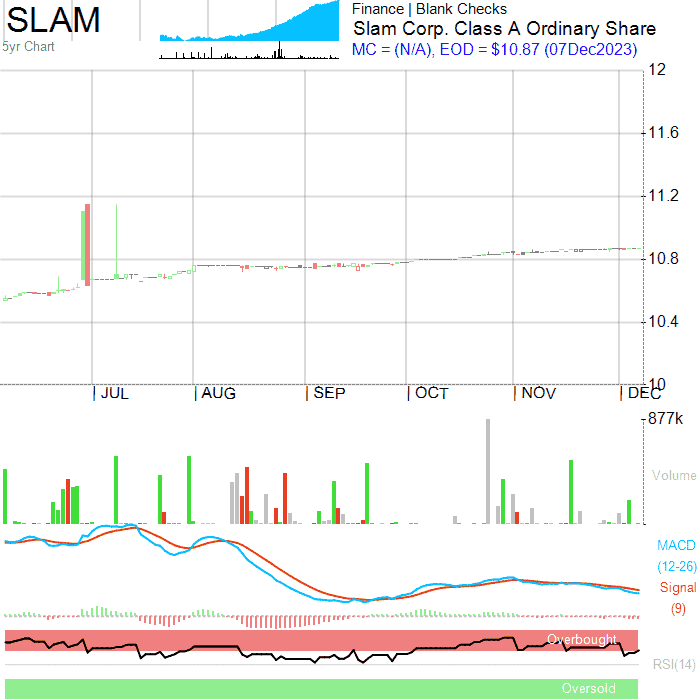 SLAM
5yr Chart
Finance | Blank Checks
Slam Corp. Class A Ordinary Share
MC = (N/A), EOD = $10.87 (07Dec2023)
12
11.6
11.2
10.8
10.4
10
JUL AUG SEP OCT NOV DEC
877k
Volume
MACD
(12-26)
Signal
(9)
Overbought
RSI(14)
Oversold